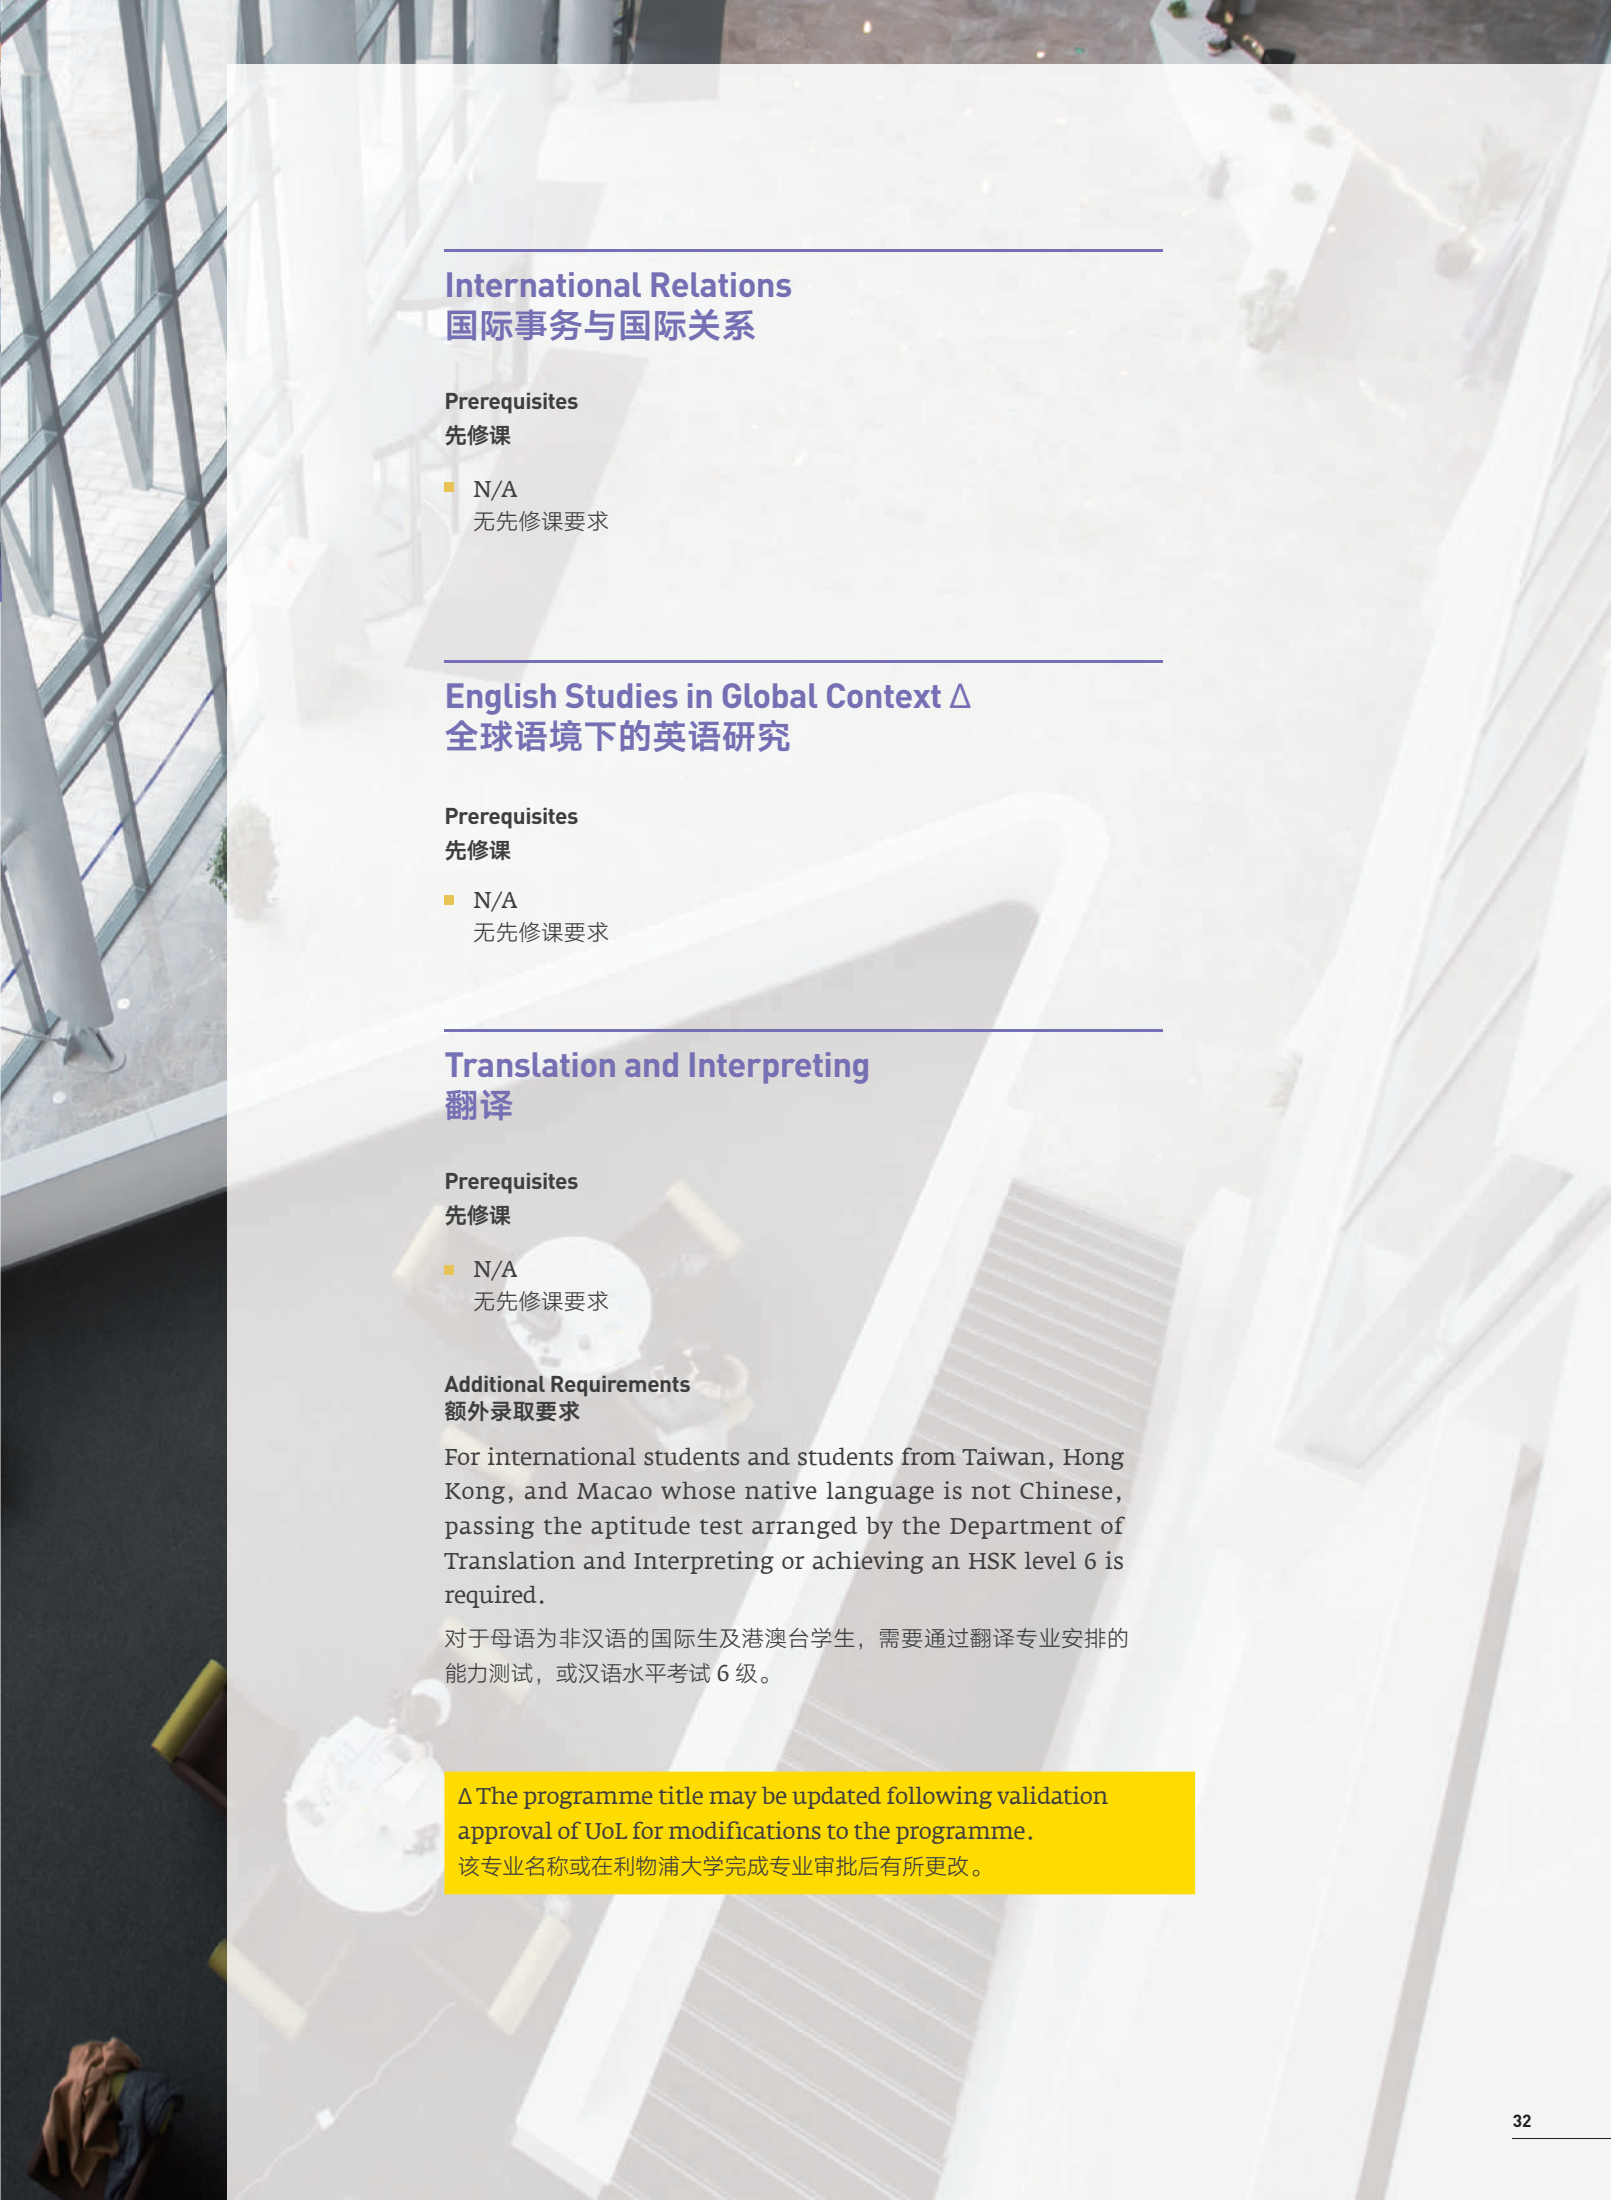 International Relations
国际事务与国际关系
Prerequisites
先修课
N/A
无先修课要求
English Studies in Global Context Δ
全球语境下的英语研究
Prerequisites
先修课
N/A
无先修课要求
Translation and Interpreting
翻译
Prerequisites
先修课
N/A
无先修课要求
Additional Requirements
额外录取要求
For international students and students from Taiwan, Hong
Kong, and Macao whose native language is not Chinese,
passing the aptitude test arranged by the Department of
Translation and Interpreting or achieving an HSK level 6 is
required.
对于母语为非汉语的国际生及港澳台学生，需要通过翻译专业安排的
能力测试，或汉语水平考试 6 级。
Δ The programme title may be updated following validation
approval of UoL for modifications to the programme.
该专业名称或在利物浦大学完成专业审批后有所更改。
32